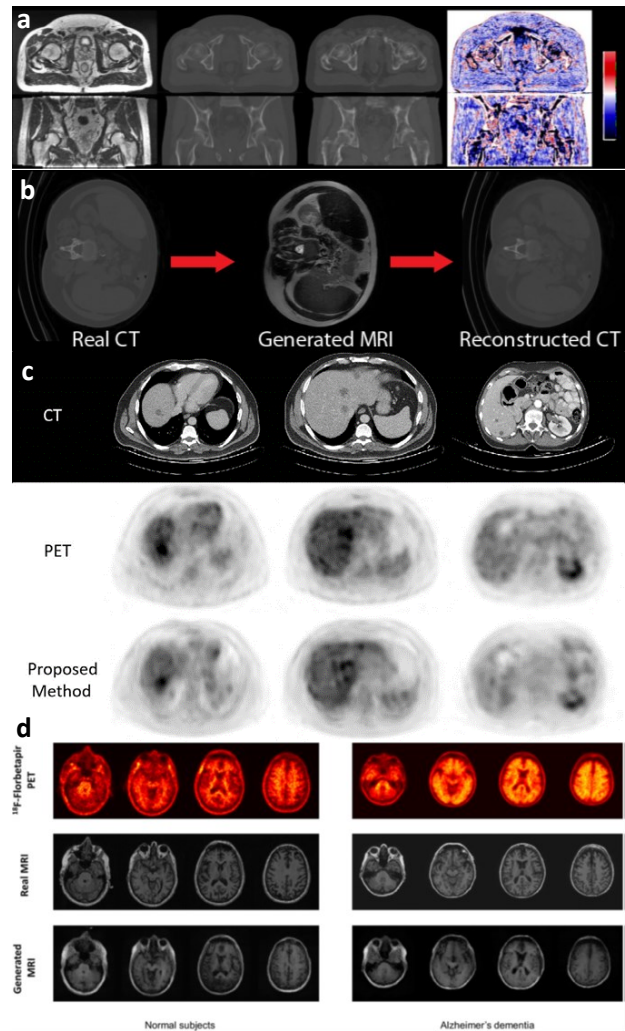 a
b
Real CT
Generated MRI
Reconstructed CT
c
CT
PET
Proposed
Method
d
¹⁸F-Florbetapir
PET
Real MRI
Generated
MRI
Normal subjects
Alzheimer's dementia